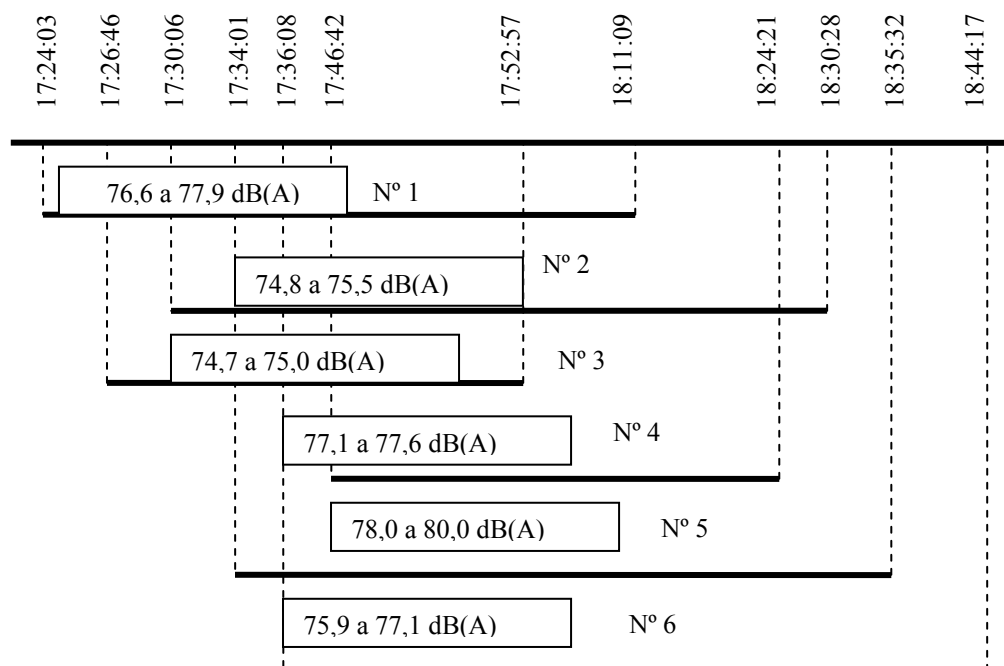 17:24:03
17:26:46
17:30:06
17:34:01
17:36:08
17:46:42
17:52:57
18:11:09
18:24:21
18:30:28
18:35:32
18:44:17
76,6 a 77,9 dB(A) Nº 1
74,8 a 75,5 dB(A) Nº 2
74,7 a 75,0 dB(A) Nº 3
77,1 a 77,6 dB(A) Nº 4
78,0 a 80,0 dB(A) Nº 5
75,9 a 77,1 dB(A) Nº 6